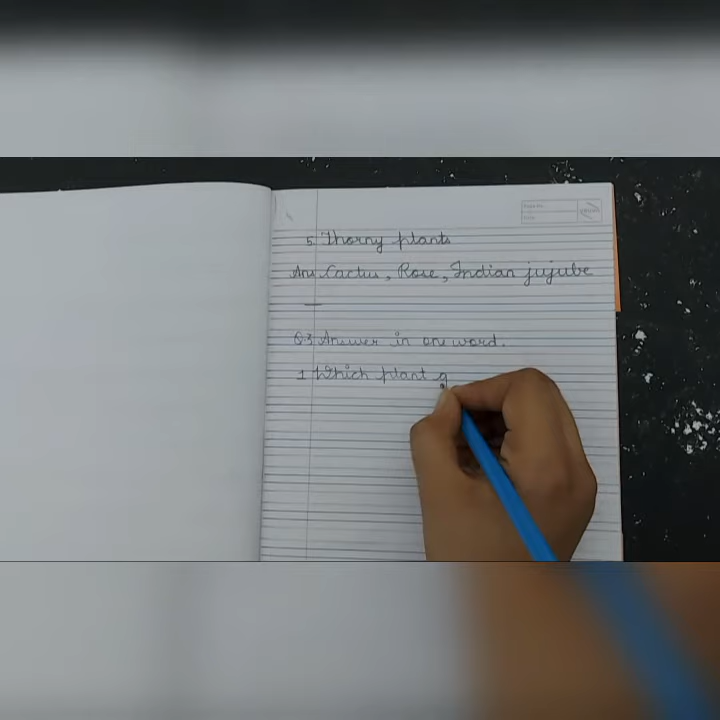 5. Thorny plants
Ans. Cactus, Rose, Indian jujube
Q.3 Answer in one word.
1 Which plant g